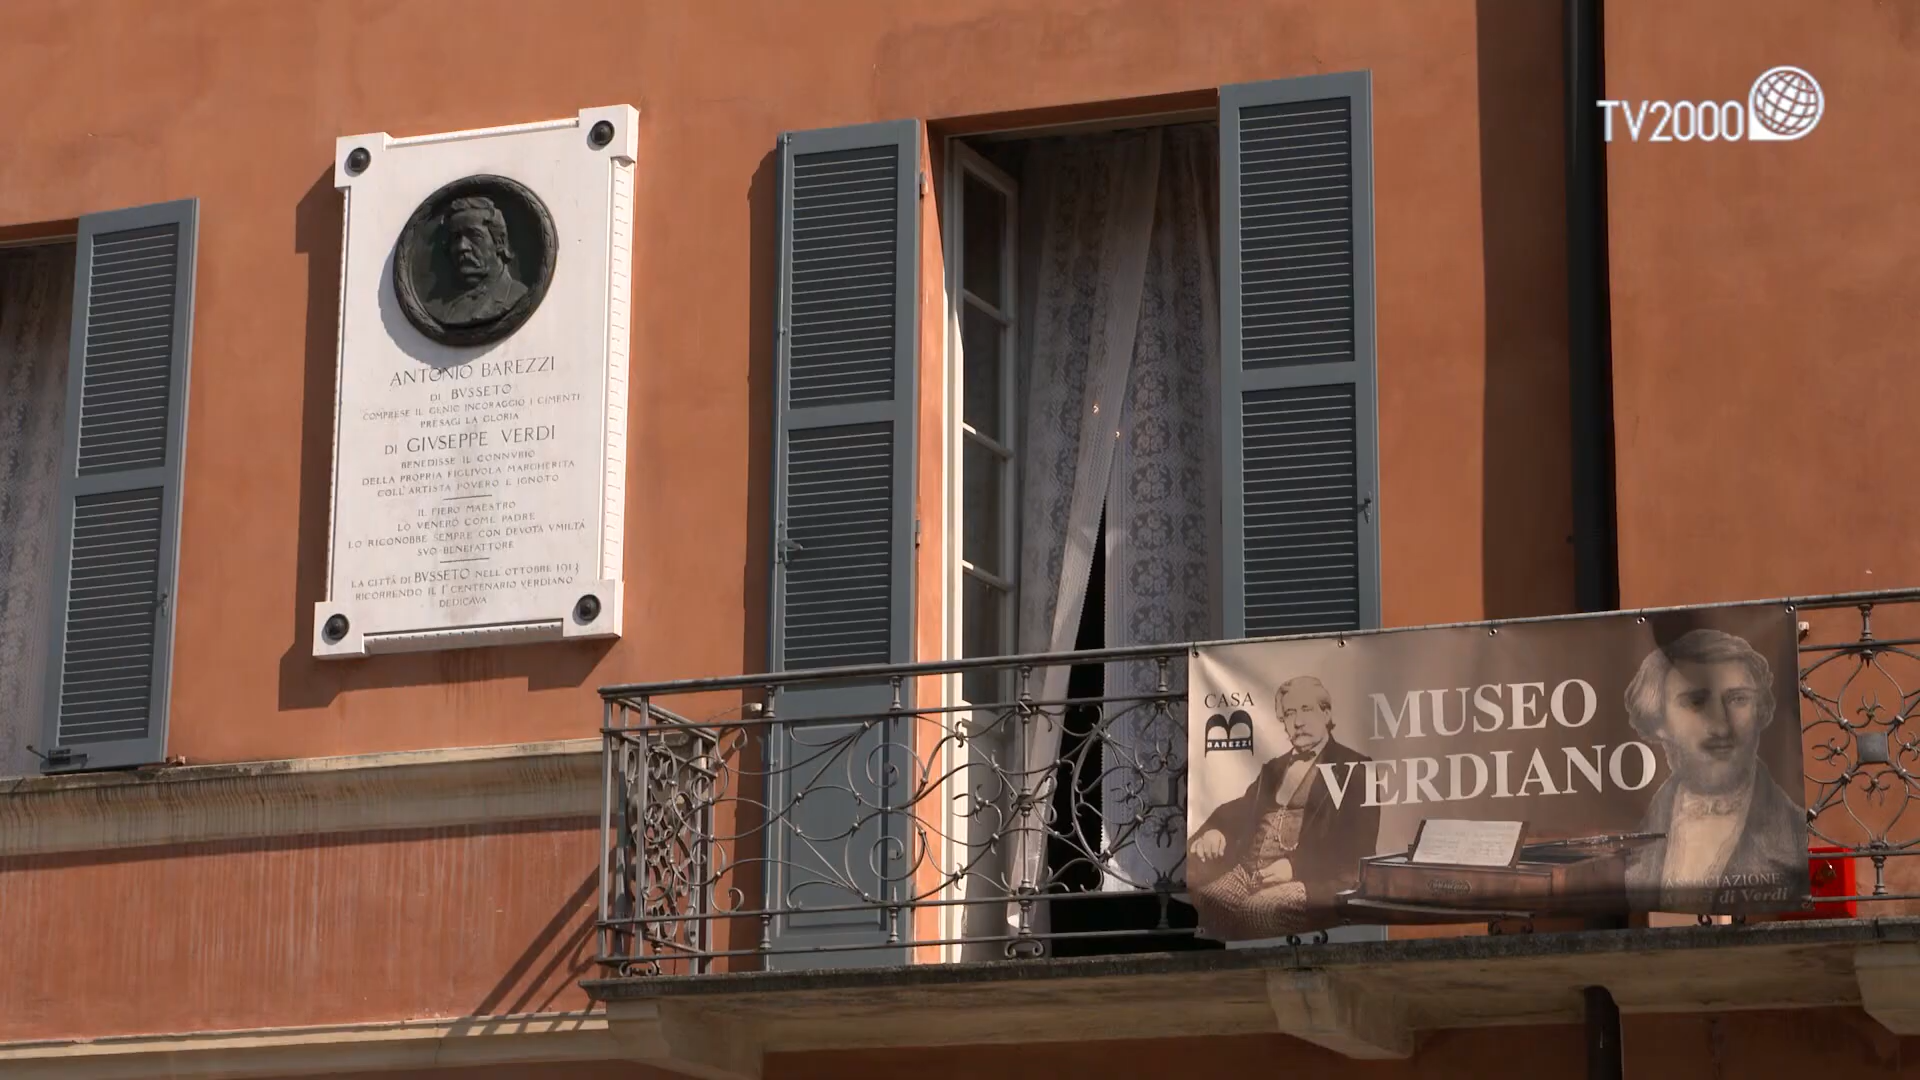 TV2000
ANTONIO BAREZZI
DI BVSSETO
COMPRESE IL GENIO INCORAGGIO I CIMENTI
PRESAGI LA GLORIA
DI GIVSEPPE VERDI
BENEDISSE IL CONNVBIO
DELLA PROPRIA FIGLIVOLA MARGHERITA
COLL'ARTISTA POVERO E IGNOTO
IL FIERO MAESTRO
LO VENERÒ COME PADRE
LO RICONOBBE SEMPRE CON DEVOTA VMILTÀ
SVO BENEFATTORE
LA CITTÀ DI BVSSETO NELL'OTTOBRE 1913
RICORRENDO IL 1° CENTENARIO VERDIANO
DEDICAVA
CASA
B
BAREZZI
MUSEO
VERDIANO
ASSOCIAZIONE
Amici di Verdi